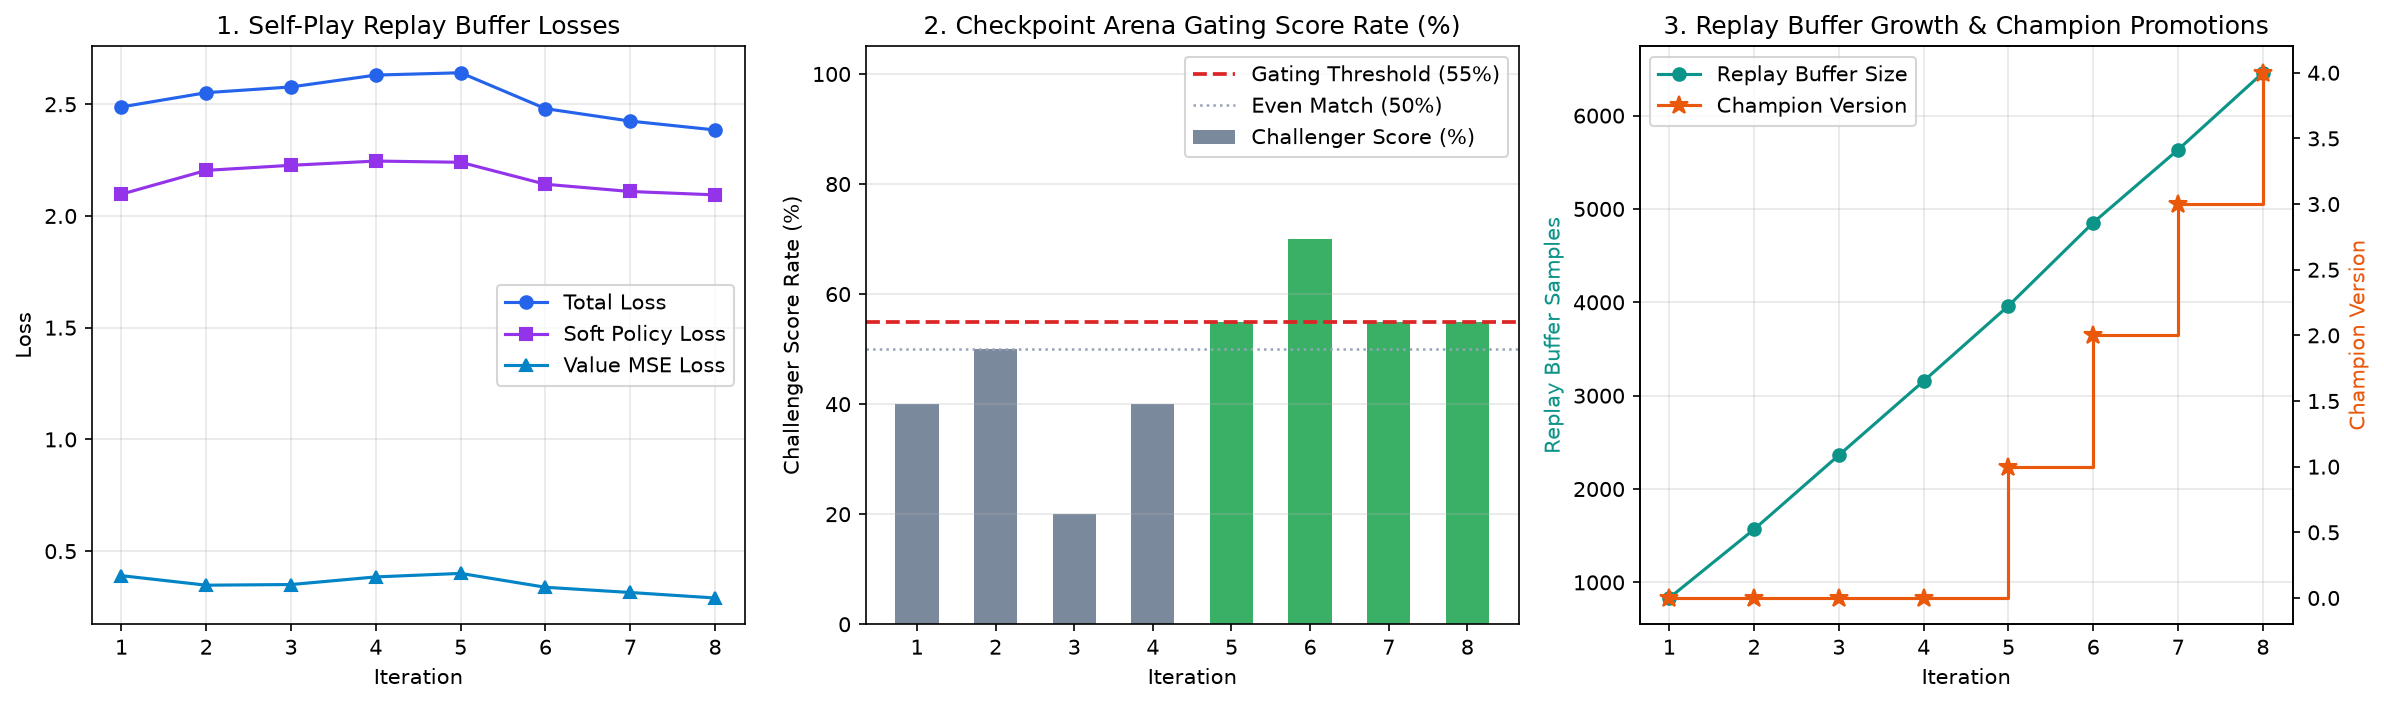 1. Self-Play Replay Buffer Losses
2.5
2.0
1.5
1.0
0.5
Loss
Total Loss
Soft Policy Loss
Value MSE Loss
1 2 3 4 5 6 7 8
Iteration
2. Checkpoint Arena Gating Score Rate (%)
100
80
60
40
20
0
Challenger Score Rate (%)
Gating Threshold (55%)
Even Match (50%)
Challenger Score (%)
1 2 3 4 5 6 7 8
Iteration
3. Replay Buffer Growth & Champion Promotions
6000
5000
4000
3000
2000
1000
Replay Buffer Samples
Replay Buffer Size
Champion Version
4.0
3.5
3.0
2.5
2.0
1.5
1.0
0.5
0.0
Champion Version
1 2 3 4 5 6 7 8
Iteration